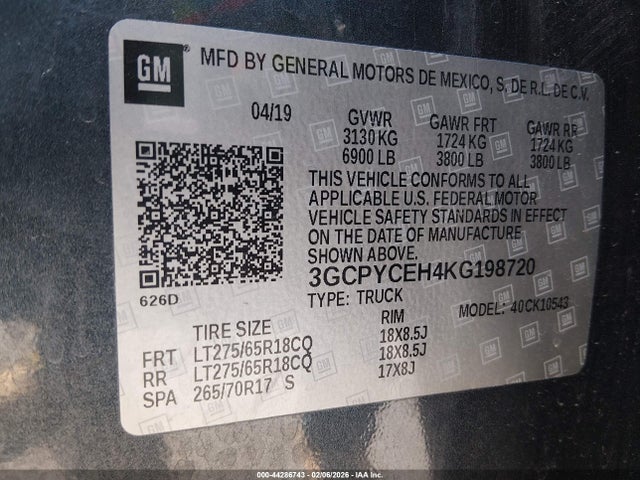 GM ® MFD BY GENERAL MOTORS DE MEXICO, S. DE R.L. DE C.V.
04/19 GVWR GAWR FRT GAWR RR
3130 KG 1724 KG 1724 KG
6900 LB 3800 LB 3800 LB
THIS VEHICLE CONFORMS TO ALL
APPLICABLE U.S. FEDERAL MOTOR
VEHICLE SAFETY STANDARDS IN EFFECT
ON THE DATE OF MANUFACTURE
SHOWN ABOVE.
3GCPYCEH4KG198720
626D TYPE: TRUCK MODEL: 40CK10543
TIRE SIZE RIM
FRT LT275/65R18CQ 18X8.5J
RR LT275/65R18CQ 18X8.5J
SPA 265/70R17 S 17X8J
000-44286743 - 02/06/2026 - IAAI Branch